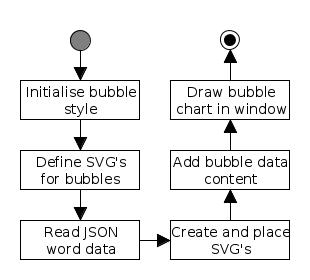 Initialise bubble
style
Define SVG's
for bubbles
Read JSON
word data
Create and place
SVG's
Add bubble data
content
Draw bubble
chart in window